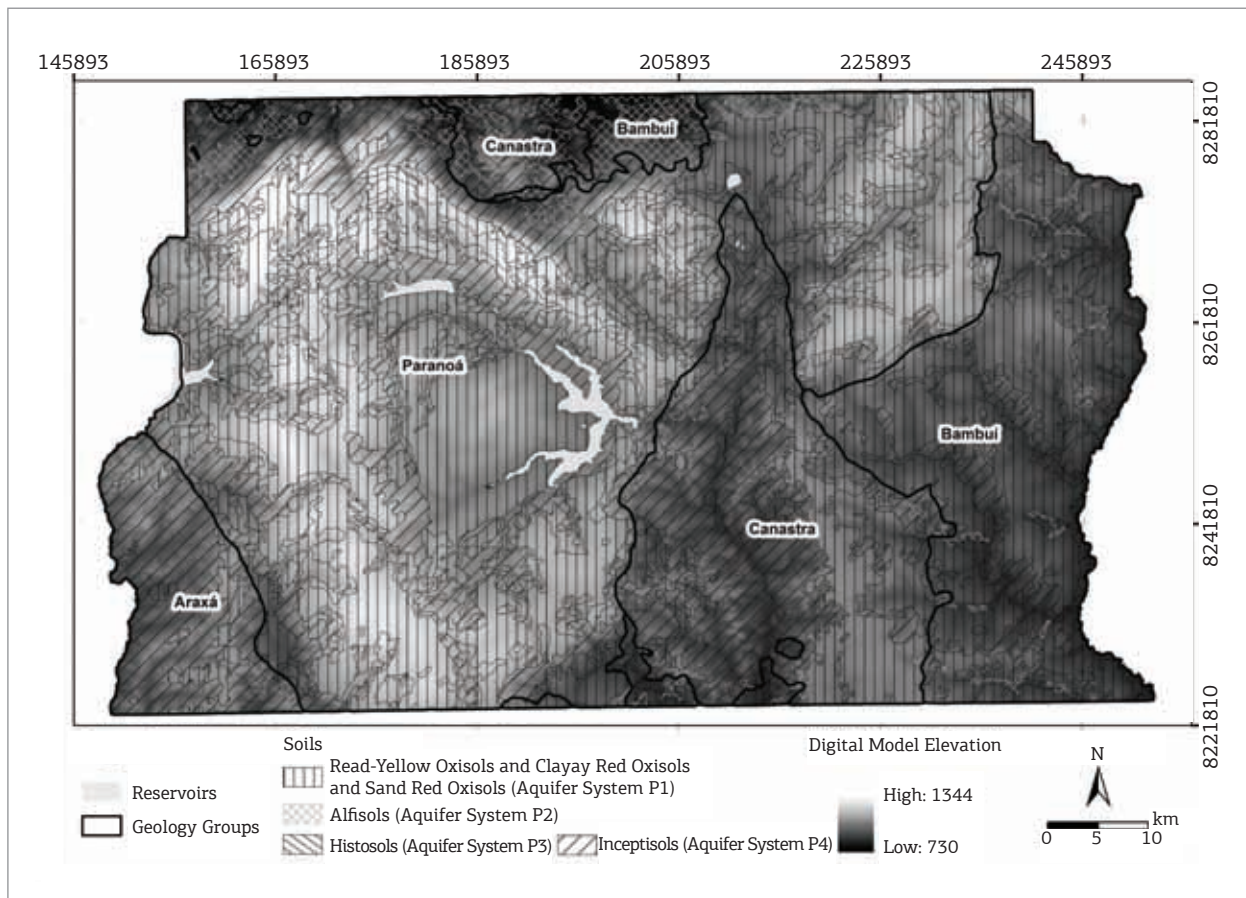 145893 165893 185893 205893 225893 245893
8281810
8261810
8241810
8221810
Canastra
Bambuí
Paranoá
Bambuí
Canastra
Araxá
Soils
Reservoirs
Geology Groups
Read-Yellow Oxisols and Clayay Red Oxisols
and Sand Red Oxisols (Aquifer System P1)
Alfisols (Aquifer System P2)
Histosols (Aquifer System P3)
Inceptisols (Aquifer System P4)
Digital Model Elevation
High: 1344
Low: 730
N
km
0 5 10